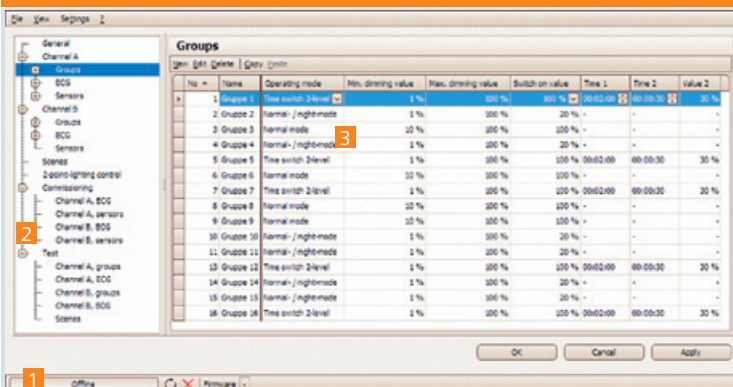 File View Settings ?
General
Channel A
Groups
ECG
Sensors
Channel B
Groups
ECG
Sensors
Scenes
2-point-lighting control
Commissioning
Channel A, ECG
Channel A, sensors
Channel B, ECG
Channel B, sensors
Test
Channel A, groups
Channel A, ECG
Channel B, groups
Channel B, ECG
Scenes
2
Groups
New Edit Delete Copy Paste
No Name Operating mode Min. dimming value Max. dimming value Switch on value Time 1 Time 2 Value 2
1 Gruppe 1 Time switch 2-level 1 % 100 % 100 % 00:02:00 00:00:30 30 %
2 Gruppe 2 Normal- / night-mode 1 % 100 % 20 % - - -
3 Gruppe 3 Normal mode 10 % 100 % 100 % - - -
3
4 Gruppe 4 Normal- / night-mode 1 % 100 % 20 % - - -
5 Gruppe 5 Time switch 2-level 1 % 100 % 100 % 00:02:00 00:00:30 30 %
6 Gruppe 6 Normal mode 10 % 100 % 100 % - - -
7 Gruppe 7 Time switch 2-level 1 % 100 % 100 % 00:02:00 00:00:30 30 %
8 Gruppe 8 Normal mode 10 % 100 % 100 % - - -
9 Gruppe 9 Normal mode 10 % 100 % 100 % - - -
10 Gruppe 10 Normal- / night-mode 1 % 100 % 20 % - - -
11 Gruppe 11 Normal- / night-mode 1 % 100 % 20 % - - -
13 Gruppe 12 Time switch 2-level 1 % 100 % 100 % 00:02:00 00:00:30 30 %
14 Gruppe 14 Normal- / night-mode 1 % 100 % 20 % - - -
15 Gruppe 15 Normal- / night-mode 1 % 100 % 20 % - - -
16 Gruppe 16 Time switch 2-level 1 % 100 % 100 % 00:02:00 00:00:30 30 %
OK Cancel Apply
1 Offline Firmware